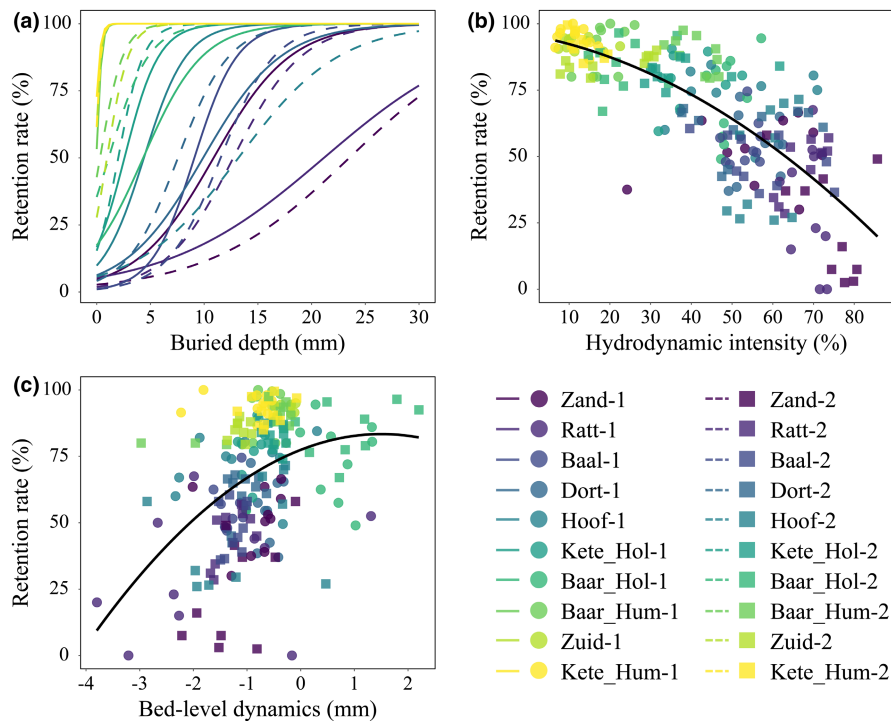 (a)
Retention rate (%)
100
75
50
25
0
0 5 10 15 20 25 30
Buried depth (mm)
(b)
Retention rate (%)
100
75
50
25
0
10 20 30 40 50 60 70 80
Hydrodynamic intensity (%)
(c)
Retention rate (%)
100
75
50
25
0
-4 -3 -2 -1 0 1 2
Bed-level dynamics (mm)
Zand-1 Zand-2
Ratt-1 Ratt-2
Baal-1 Baal-2
Dort-1 Dort-2
Hoof-1 Hoof-2
Kete_Hol-1 Kete_Hol-2
Baar_Hol-1 Baar_Hol-2
Baar_Hum-1 Baar_Hum-2
Zuid-1 Zuid-2
Kete_Hum-1 Kete_Hum-2